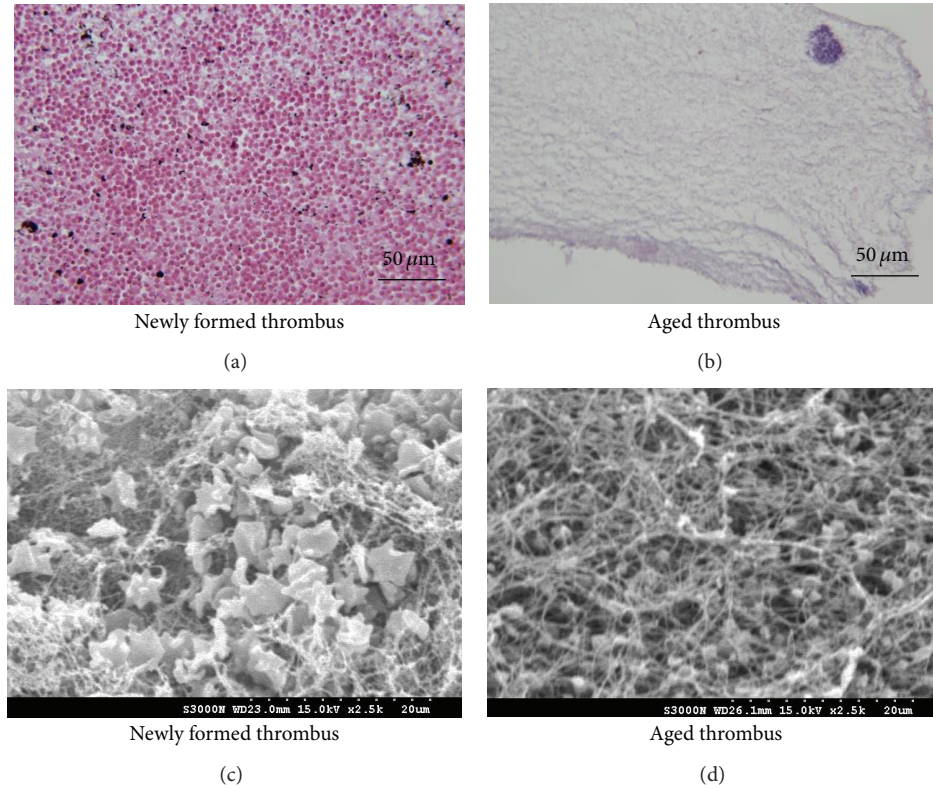 50 µm
50 µm
Newly formed thrombus
Aged thrombus
(a)
(b)
S3000N WD23.0mm 15.0kV x2.5k 20um
S3000N WD26.1mm 15.0kV x2.5k 20um
Newly formed thrombus
Aged thrombus
(c)
(d)